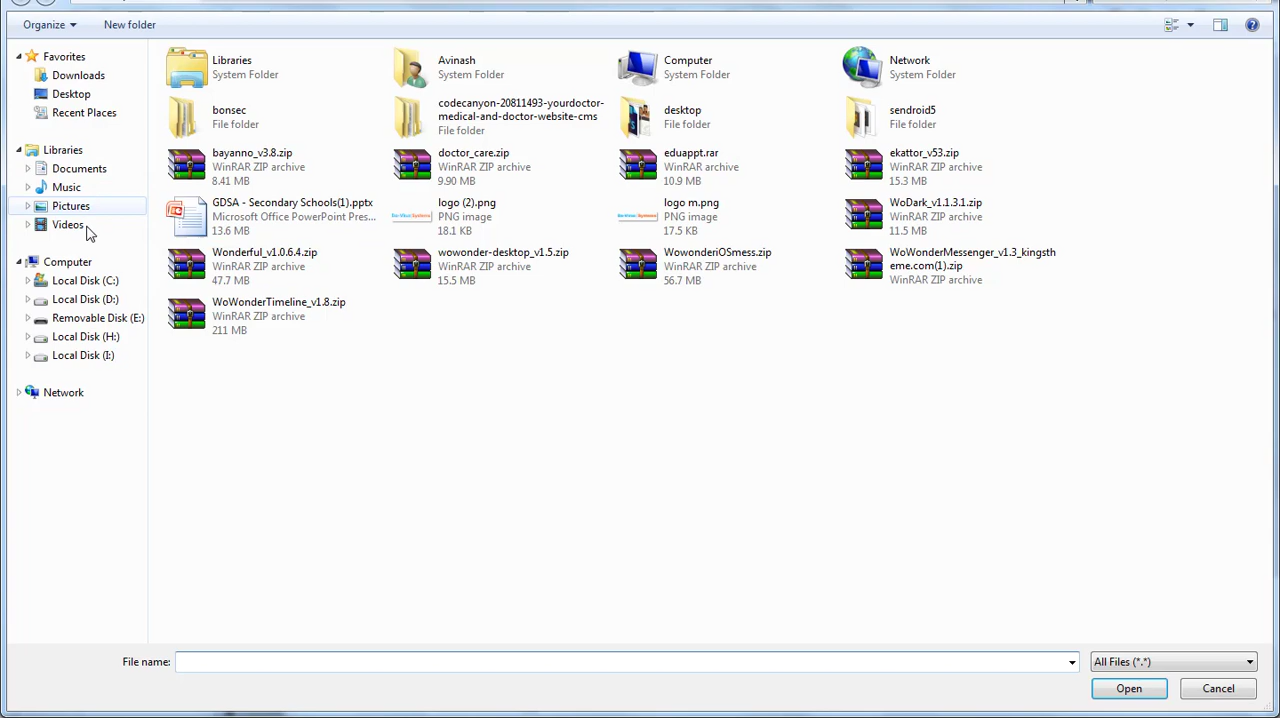 Organize
New folder
Favorites
Downloads
Desktop
Recent Places
Libraries
Documents
Music
Pictures
Videos
Computer
Local Disk (C:)
Local Disk (D:)
Removable Disk (E:)
Local Disk (H:)
Local Disk (I:)
Network
Libraries
System Folder
Avinash
System Folder
Computer
System Folder
Network
System Folder
bonsec
File folder
codecanyon-20811493-yourdoctor-
medical-and-doctor-website-cms
File folder
desktop
File folder
sendroid5
File folder
bayanno_v3.8.zip
WinRAR ZIP archive
8.41 MB
doctor_care.zip
WinRAR ZIP archive
9.90 MB
eduappt.rar
WinRAR archive
10.9 MB
ekattor_v53.zip
WinRAR ZIP archive
15.3 MB
GDSA - Secondary Schools(1).pptx
Microsoft Office PowerPoint Pres...
13.6 MB
logo (2).png
PNG image
18.1 KB
logo m.png
PNG image
17.5 KB
WoDark_v1.1.3.1.zip
WinRAR ZIP archive
11.5 MB
Wonderful_v1.0.6.4.zip
WinRAR ZIP archive
47.7 MB
wowonder-desktop_v1.5.zip
WinRAR ZIP archive
15.5 MB
WowonderiOSmess.zip
WinRAR ZIP archive
56.7 MB
WoWonderMessenger_v1.3_kingsth
eme.com(1).zip
WinRAR ZIP archive
WoWonderTimeline_v1.8.zip
WinRAR ZIP archive
211 MB
File name:
All Files (*.*)
Open
Cancel